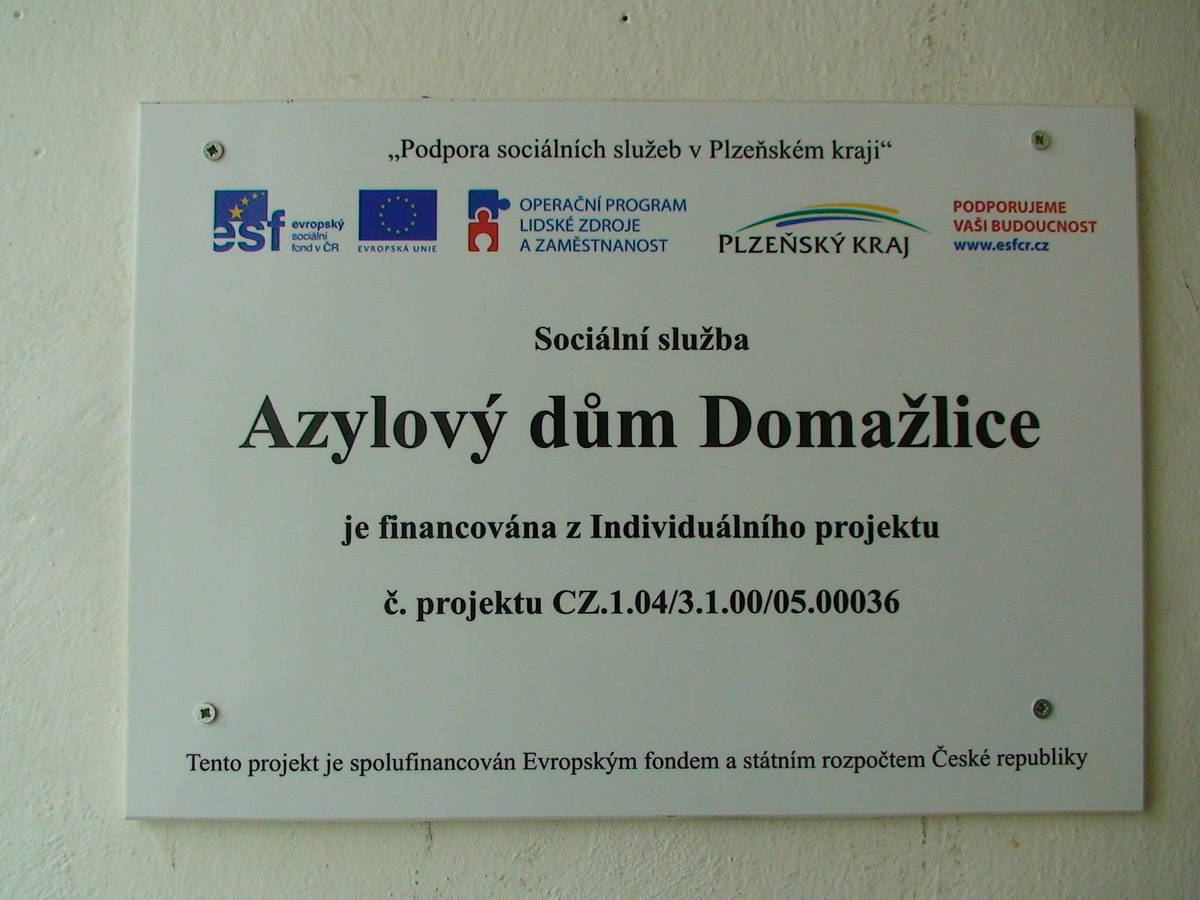 „Podpora sociálních služeb v Plzeňském kraji“
esf evropský
sociální
fond v ČR
EVROPSKÁ UNIE
OPERAČNÍ PROGRAM
LIDSKÉ ZDROJE
A ZAMĚSTNANOST
PLZEŇSKÝ KRAJ
PODPORUJEME
VAŠI BUDOUCNOST
www.esfcr.cz
Sociální služba
Azylový dům Domažlice
je financována z Individuálního projektu
č. projektu CZ.1.04/3.1.00/05.00036
Tento projekt je spolufinancován Evropským fondem a státním rozpočtem České republiky